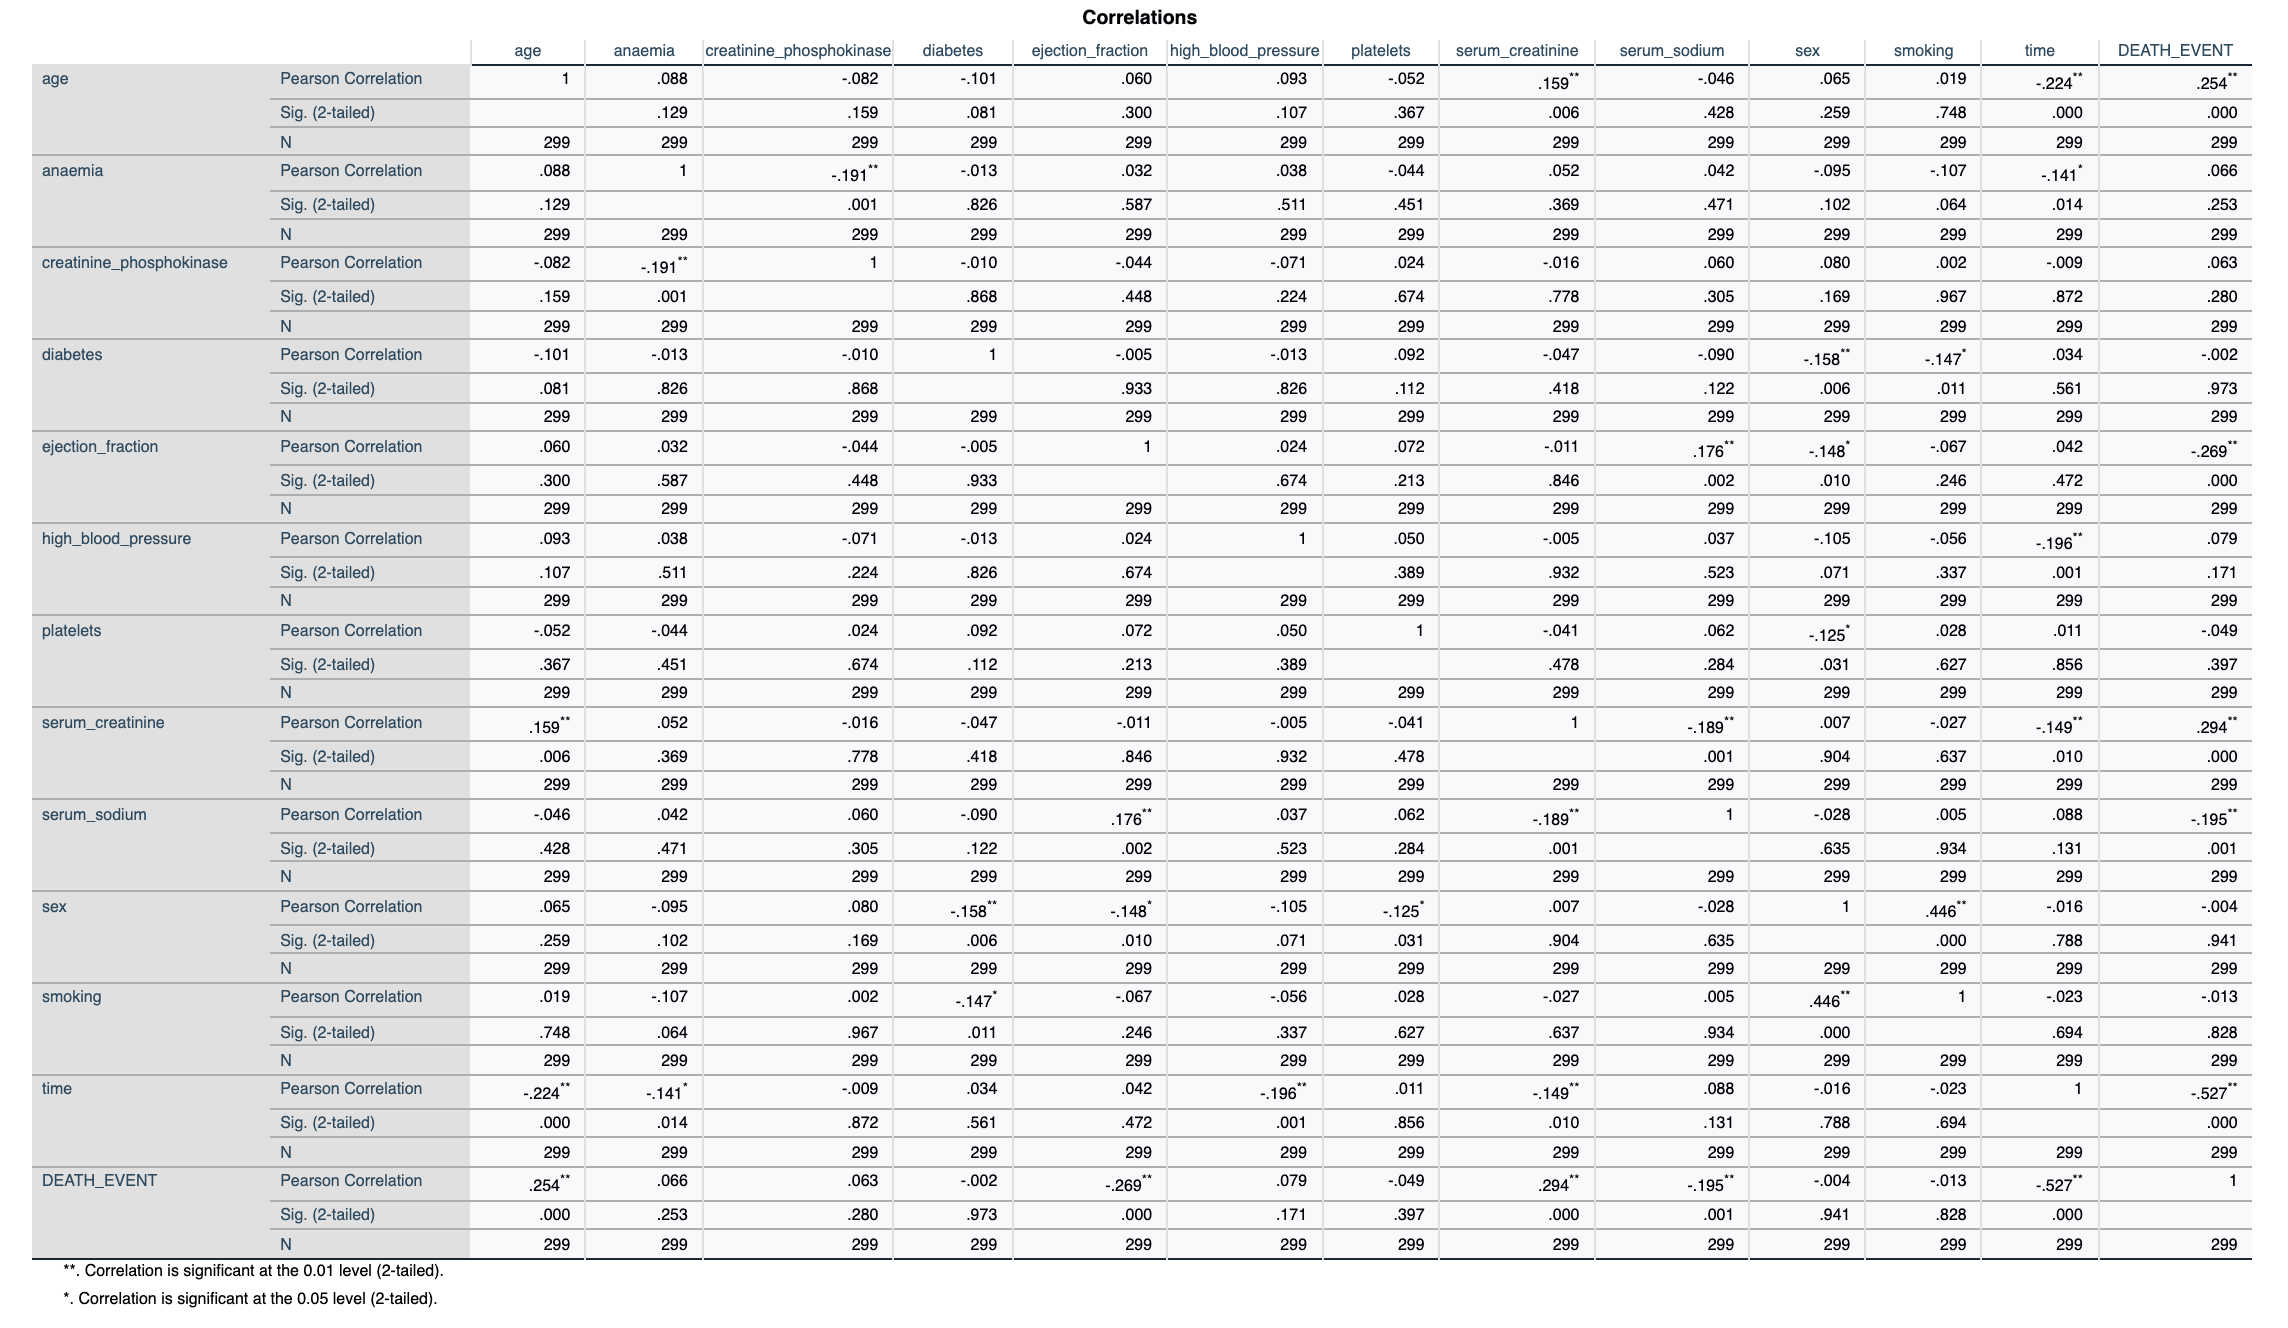 Correlations
age anaemia creatinine_phosphokinase diabetes ejection_fraction high_blood_pressure platelets serum_creatinine serum_sodium sex smoking time DEATH_EVENT
age Pearson Correlation 1 .088 -.082 -.101 .060 .093 -.052 .159** -.046 .065 .019 -.224** .254**
Sig. (2-tailed) .129 .159 .081 .300 .107 .367 .006 .428 .259 .748 .000 .000
N 299 299 299 299 299 299 299 299 299 299 299 299 299
anaemia Pearson Correlation .088 1 -.191** -.013 .032 .038 -.044 .052 .042 -.095 -.107 -.141* .066
Sig. (2-tailed) .129 .001 .826 .587 .511 .451 .369 .471 .102 .064 .014 .253
N 299 299 299 299 299 299 299 299 299 299 299 299 299
creatinine_phosphokinase Pearson Correlation -.082 -.191** 1 -.010 -.044 -.071 .024 -.016 .060 .080 .002 -.009 .063
Sig. (2-tailed) .159 .001 .868 .448 .224 .674 .778 .305 .169 .967 .872 .280
N 299 299 299 299 299 299 299 299 299 299 299 299 299
diabetes Pearson Correlation -.101 -.013 -.010 1 -.005 -.013 .092 -.047 -.090 -.158** -.147* .034 -.002
Sig. (2-tailed) .081 .826 .868 .933 .826 .112 .418 .122 .006 .011 .561 .973
N 299 299 299 299 299 299 299 299 299 299 299 299 299
ejection_fraction Pearson Correlation .060 .032 -.044 -.005 1 .024 .072 -.011 .176** -.148* -.067 .042 -.269**
Sig. (2-tailed) .300 .587 .448 .933 .674 .213 .846 .002 .010 .246 .472 .000
N 299 299 299 299 299 299 299 299 299 299 299 299 299
high_blood_pressure Pearson Correlation .093 .038 -.071 -.013 .024 1 .050 -.005 .037 -.105 -.056 -.196** .079
Sig. (2-tailed) .107 .511 .224 .826 .674 .389 .932 .523 .071 .337 .001 .171
N 299 299 299 299 299 299 299 299 299 299 299 299 299
platelets Pearson Correlation -.052 -.044 .024 .092 .072 .050 1 -.041 .062 -.125* .028 .011 -.049
Sig. (2-tailed) .367 .451 .674 .112 .213 .389 .478 .284 .031 .627 .856 .397
N 299 299 299 299 299 299 299 299 299 299 299 299 299
serum_creatinine Pearson Correlation .159** .052 -.016 -.047 -.011 -.005 -.041 1 -.189** .007 -.027 -.149** .294**
Sig. (2-tailed) .006 .369 .778 .418 .846 .932 .478 .001 .904 .637 .010 .000
N 299 299 299 299 299 299 299 299 299 299 299 299 299
serum_sodium Pearson Correlation -.046 .042 .060 -.090 .176** .037 .062 -.189** 1 -.028 .005 .088 -.195**
Sig. (2-tailed) .428 .471 .305 .122 .002 .523 .284 .001 .635 .934 .131 .001
N 299 299 299 299 299 299 299 299 299 299 299 299 299
sex Pearson Correlation .065 -.095 .080 -.158** -.148* -.105 -.125* .007 -.028 1 .446** -.016 -.004
Sig. (2-tailed) .259 .102 .169 .006 .010 .071 .031 .904 .635 .000 .788 .941
N 299 299 299 299 299 299 299 299 299 299 299 299 299
smoking Pearson Correlation .019 -.107 .002 -.147* -.067 -.056 .028 -.027 .005 .446** 1 -.023 -.013
Sig. (2-tailed) .748 .064 .967 .011 .246 .337 .627 .637 .934 .000 .694 .828
N 299 299 299 299 299 299 299 299 299 299 299 299 299
time Pearson Correlation -.224** -.141* -.009 .034 .042 -.196** .011 -.149** .088 -.016 -.023 1 -.527**
Sig. (2-tailed) .000 .014 .872 .561 .472 .001 .856 .010 .131 .788 .694 .000
N 299 299 299 299 299 299 299 299 299 299 299 299 299
DEATH_EVENT Pearson Correlation .254** .066 .063 -.002 -.269** .079 -.049 .294** -.195** -.004 -.013 -.527** 1
Sig. (2-tailed) .000 .253 .280 .973 .000 .171 .397 .000 .001 .941 .828 .000
N 299 299 299 299 299 299 299 299 299 299 299 299 299
**. Correlation is significant at the 0.01 level (2-tailed).
*. Correlation is significant at the 0.05 level (2-tailed).